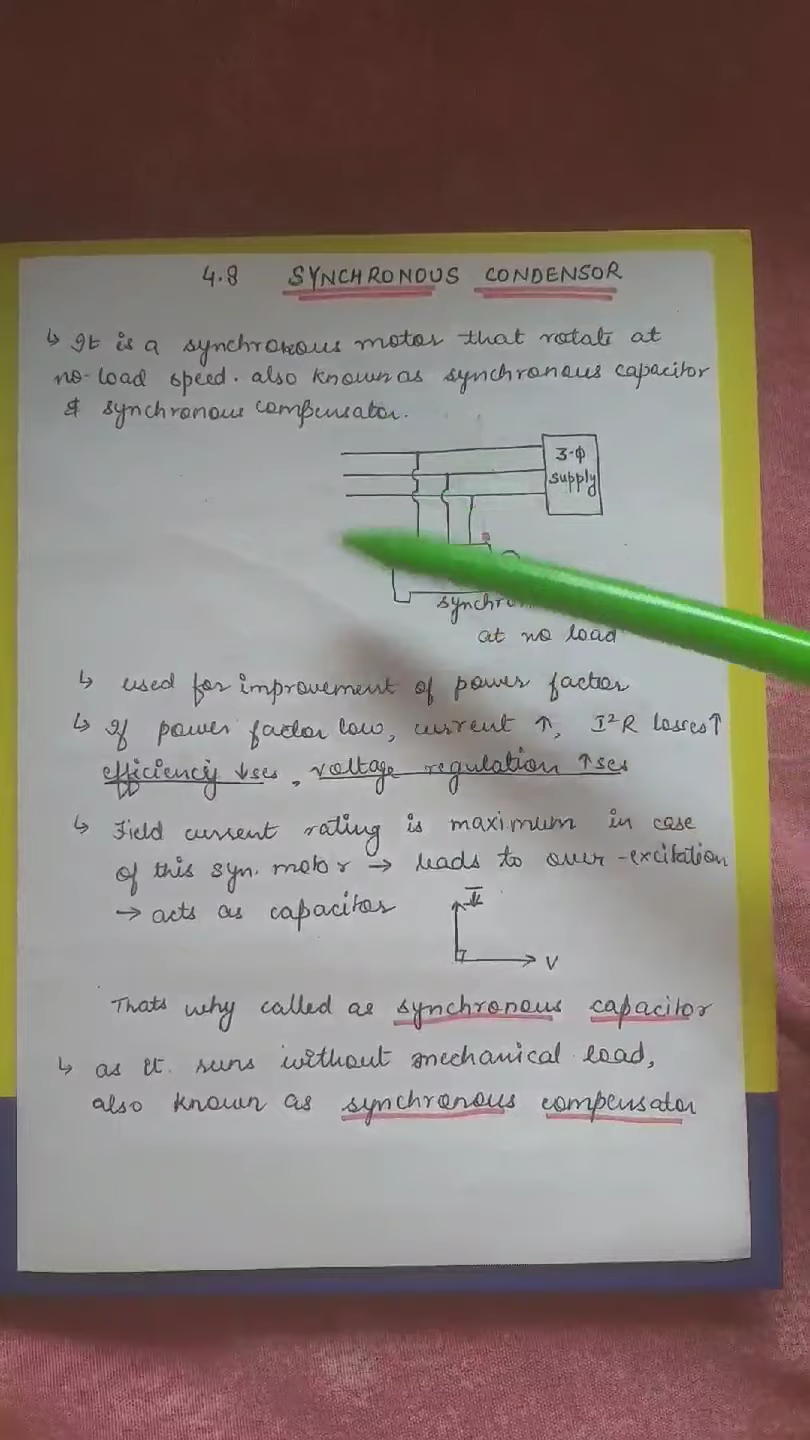 4.8 SYNCHRONOUS CONDENSOR
↳ It is a synchronous motor that rotate at
no-load speed. also known as synchronous capacitor
& synchronous compensator.
3-φ
supply
at no load
↳ used for improvement of power factor
↳ If power factor low, current ↑, I²R losses↑
efficiency ↓ses, voltage regulation ↑ses
↳ Field current rating is maximum in case
of this syn. motor → leads to over-excitation
→ acts as capacitor
V
Thats why called as synchronous capacitor
↳ as it runs without mechanical load,
also known as synchronous compensator